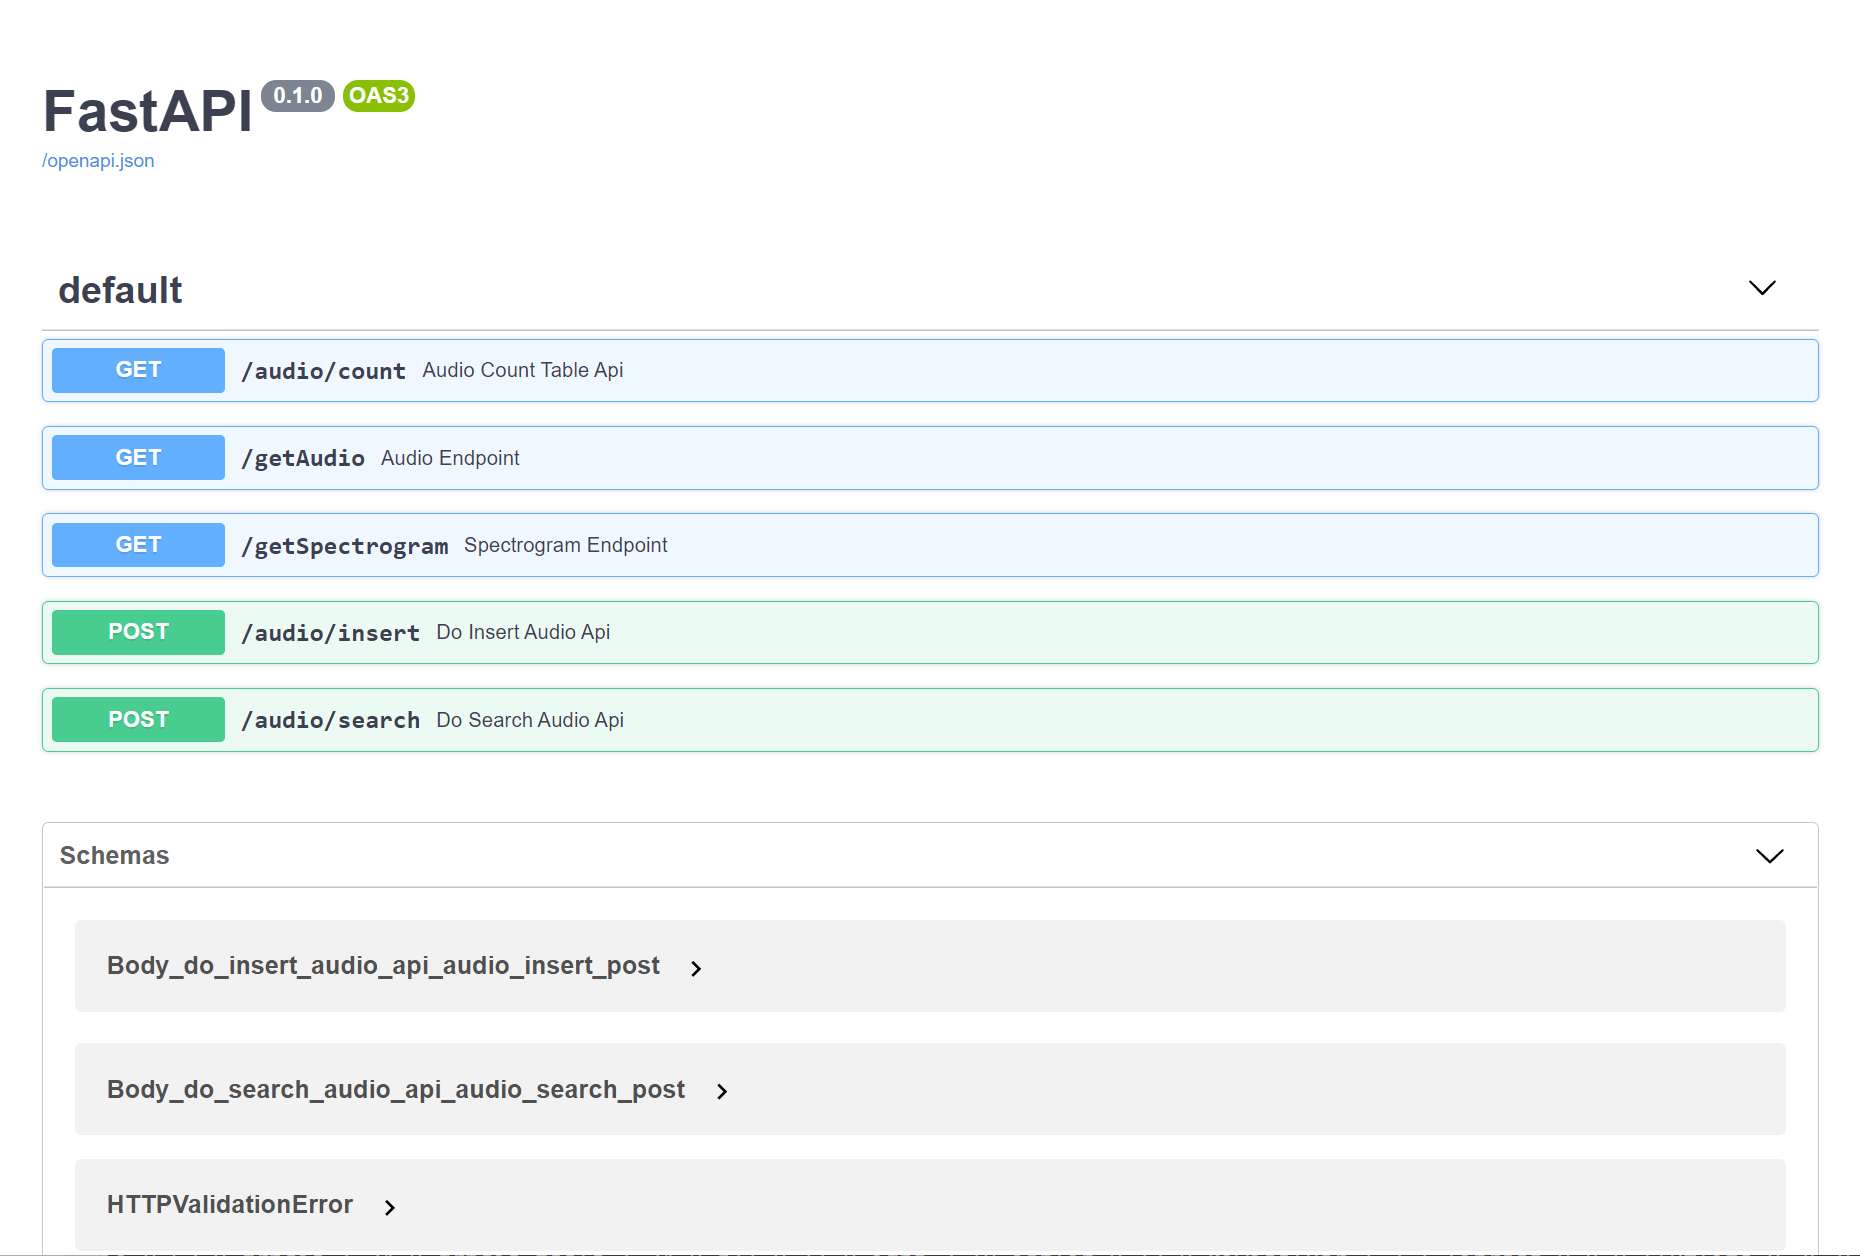 FastAPI 0.1.0 OAS3
/openapi.json
default
GET /audio/count Audio Count Table Api
GET /getAudio Audio Endpoint
GET /getSpectrogram Spectrogram Endpoint
POST /audio/insert Do Insert Audio Api
POST /audio/search Do Search Audio Api
Schemas
Body_do_insert_audio_api_audio_insert_post
Body_do_search_audio_api_audio_search_post
HTTPValidationError